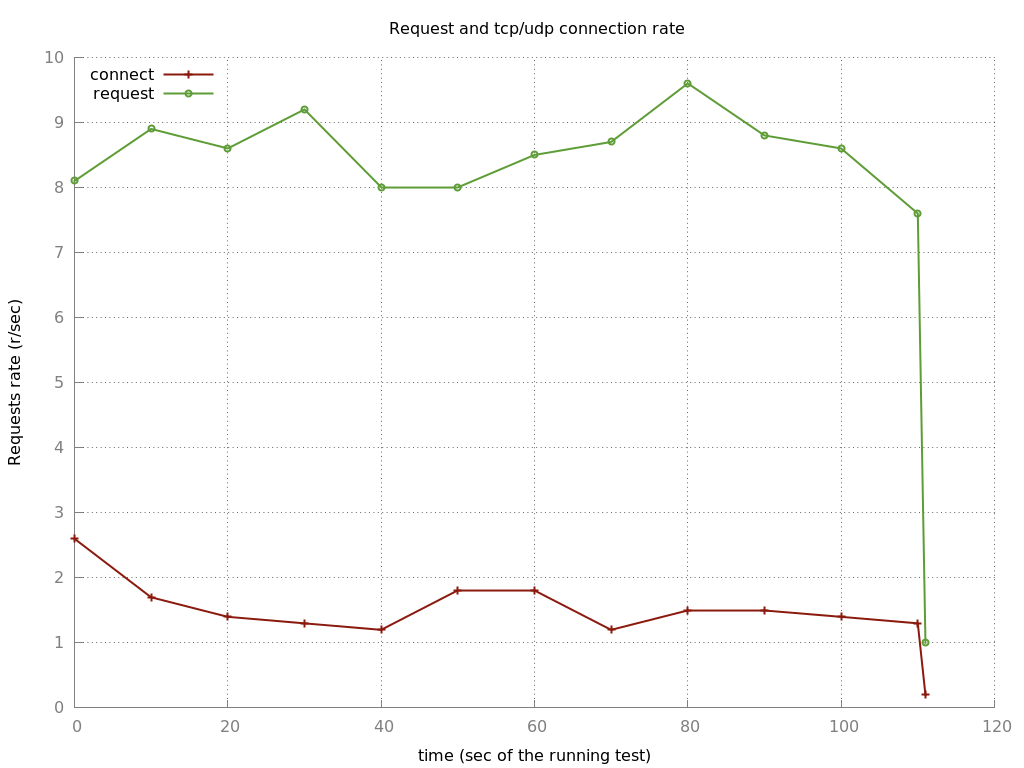 Request and tcp/udp connection rate
connect
request
10
9
8
7
6
5
4
3
2
1
0
Requests rate (r/sec)
0 20 40 60 80 100 120
time (sec of the running test)